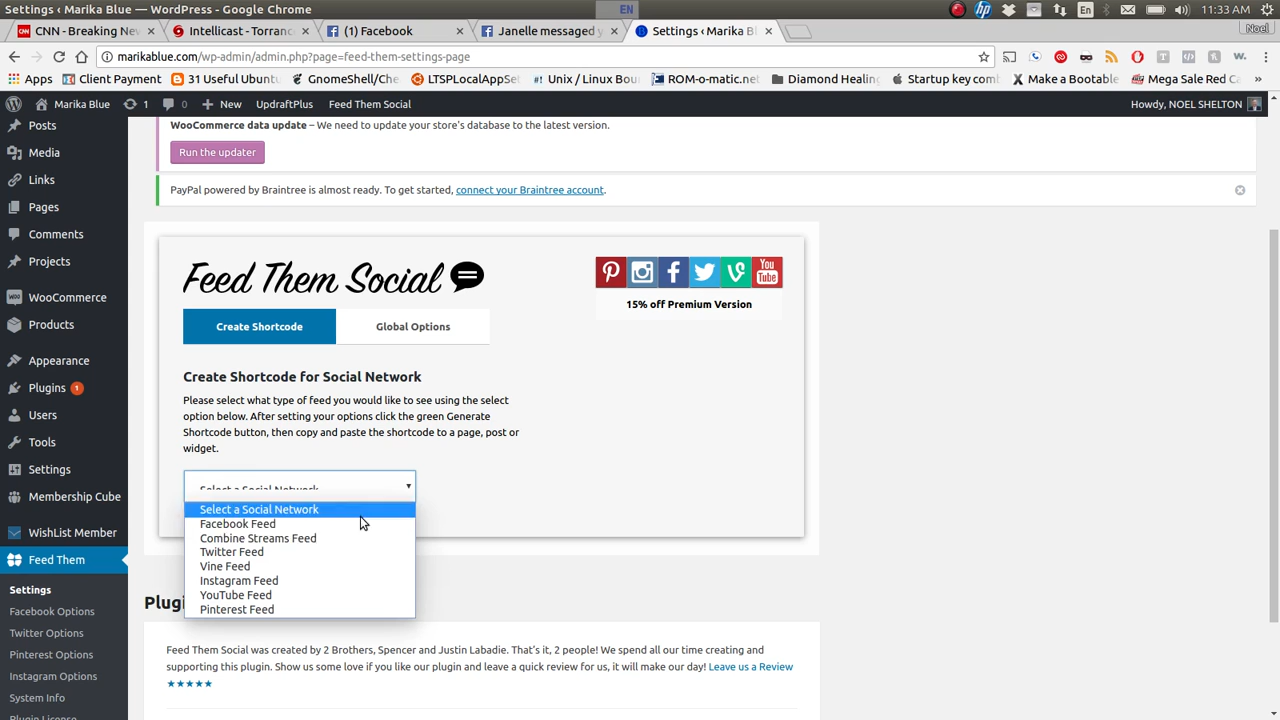 Settings ‹ Marika Blue — WordPress - Google Chrome
EN
hp
En
11:33 AM
CNN - Breaking New
Intellicast - Torranc
(1) Facebook
Janelle messaged y
Settings ‹ Marika Bl
Noel
marikablue.com/wp-admin/admin.php?page=feed-them-settings-page
Apps
Client Payment
31 Useful Ubuntu
GnomeShell/Che
LTSPLocalAppSe
Unix / Linux Bou
ROM-o-matic.net
Diamond Healing
Startup key comb
Make a Bootable
Mega Sale Red Ca
»
Marika Blue
1
0
New
UpdraftPlus
Feed Them Social
Howdy, NOEL SHELTON
Posts
Media
Links
Pages
Comments
Projects
WooCommerce
Products
Appearance
Plugins 1
Users
Tools
Settings
Membership Cube
WishList Member
Feed Them
Settings
Facebook Options
Twitter Options
Pinterest Options
Instagram Options
System Info
Plugin License
WooCommerce data update – We need to update your store's database to the latest version.
Run the updater
PayPal powered by Braintree is almost ready. To get started, connect your Braintree account.
Feed Them Social
You Tube
15% off Premium Version
Create Shortcode
Global Options
Create Shortcode for Social Network
Please select what type of feed you would like to see using the select
option below. After setting your options click the green Generate
Shortcode button, then copy and paste the shortcode to a page, post or
widget.
Select a Social Network
Select a Social Network
Facebook Feed
Combine Streams Feed
Twitter Feed
Vine Feed
Instagram Feed
YouTube Feed
Pinterest Feed
Feed Them Social was created by 2 Brothers, Spencer and Justin Labadie. That's it, 2 people! We spend all our time creating and
supporting this plugin. Show us some love if you like our plugin and leave a quick review for us, it will make our day! Leave us a Review
★★★★★